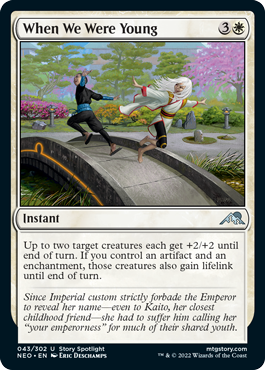 When We Were Young 3
Instant
Up to two target creatures each get +2/+2 until
end of turn. If you control an artifact and an
enchantment, those creatures also gain lifelink
until end of turn.
Since Imperial custom strictly forbade the Emperor
to reveal her name—even to Kaito, her closest
childhood friend—she had to suffer him calling her
"your emperorness" for much of their shared youth.
043/302 U Story Spotlight mtgstory.com
NEO • EN Eric Deschamps ™ & © 2022 Wizards of the Coast